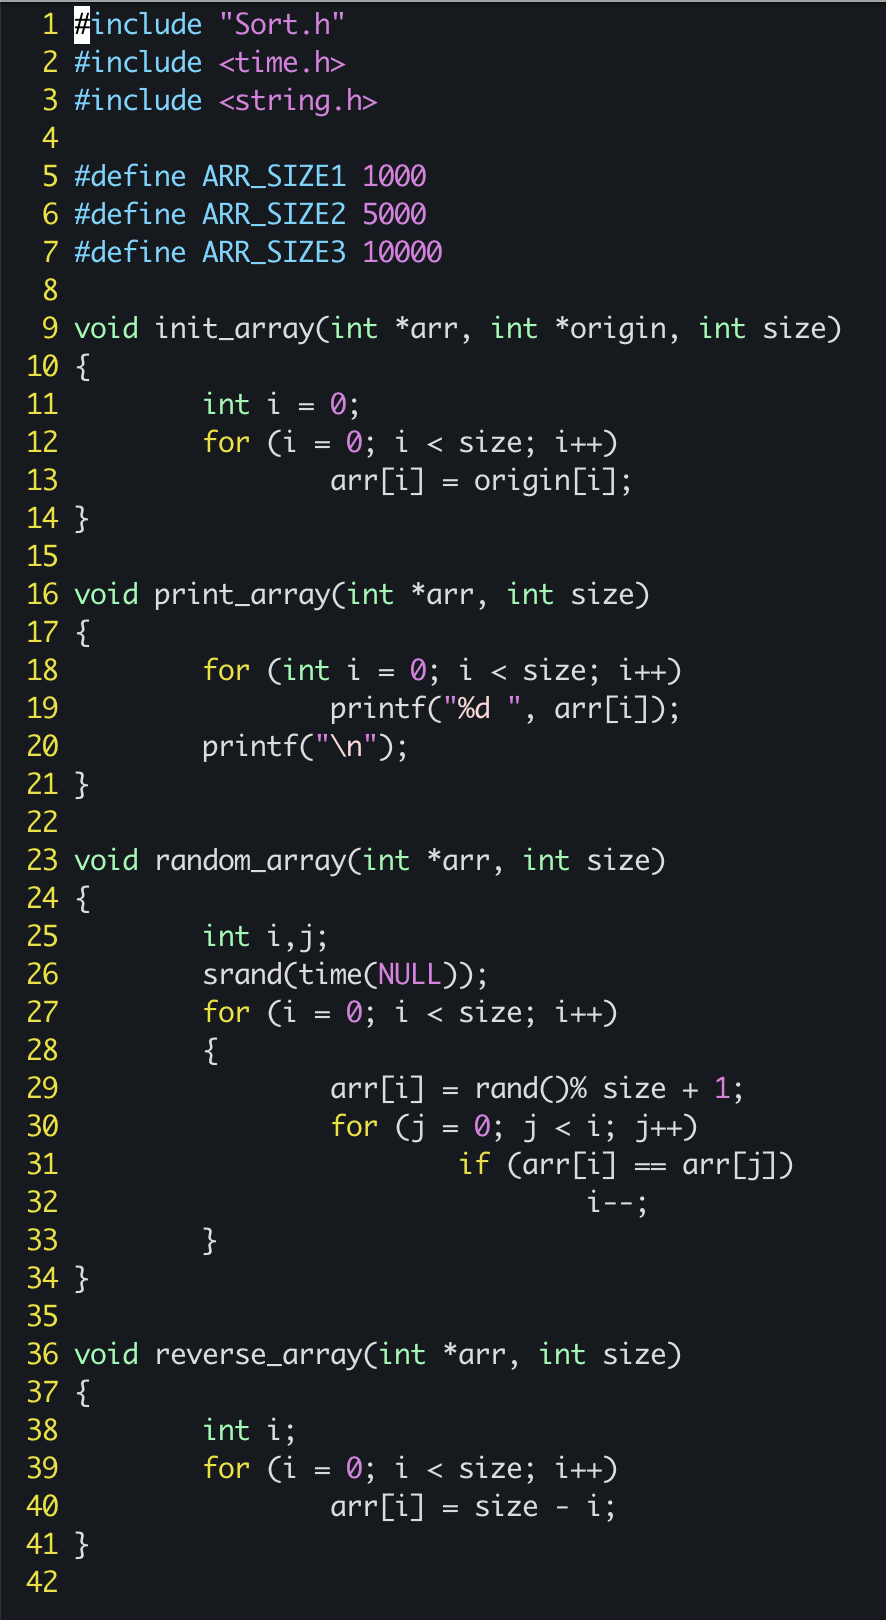 1 #include "Sort.h"
2 #include <time.h>
3 #include <string.h>
4
5 #define ARR_SIZE1 1000
6 #define ARR_SIZE2 5000
7 #define ARR_SIZE3 10000
8
9 void init_array(int *arr, int *origin, int size)
10 {
11         int i = 0;
12         for (i = 0; i < size; i++)
13                 arr[i] = origin[i];
14 }
15
16 void print_array(int *arr, int size)
17 {
18         for (int i = 0; i < size; i++)
19                 printf("%d ", arr[i]);
20         printf("\n");
21 }
22
23 void random_array(int *arr, int size)
24 {
25         int i,j;
26         srand(time(NULL));
27         for (i = 0; i < size; i++)
28         {
29                 arr[i] = rand()% size + 1;
30                 for (j = 0; j < i; j++)
31                         if (arr[i] == arr[j])
32                                 i--;
33         }
34 }
35
36 void reverse_array(int *arr, int size)
37 {
38         int i;
39         for (i = 0; i < size; i++)
40                 arr[i] = size - i;
41 }
42